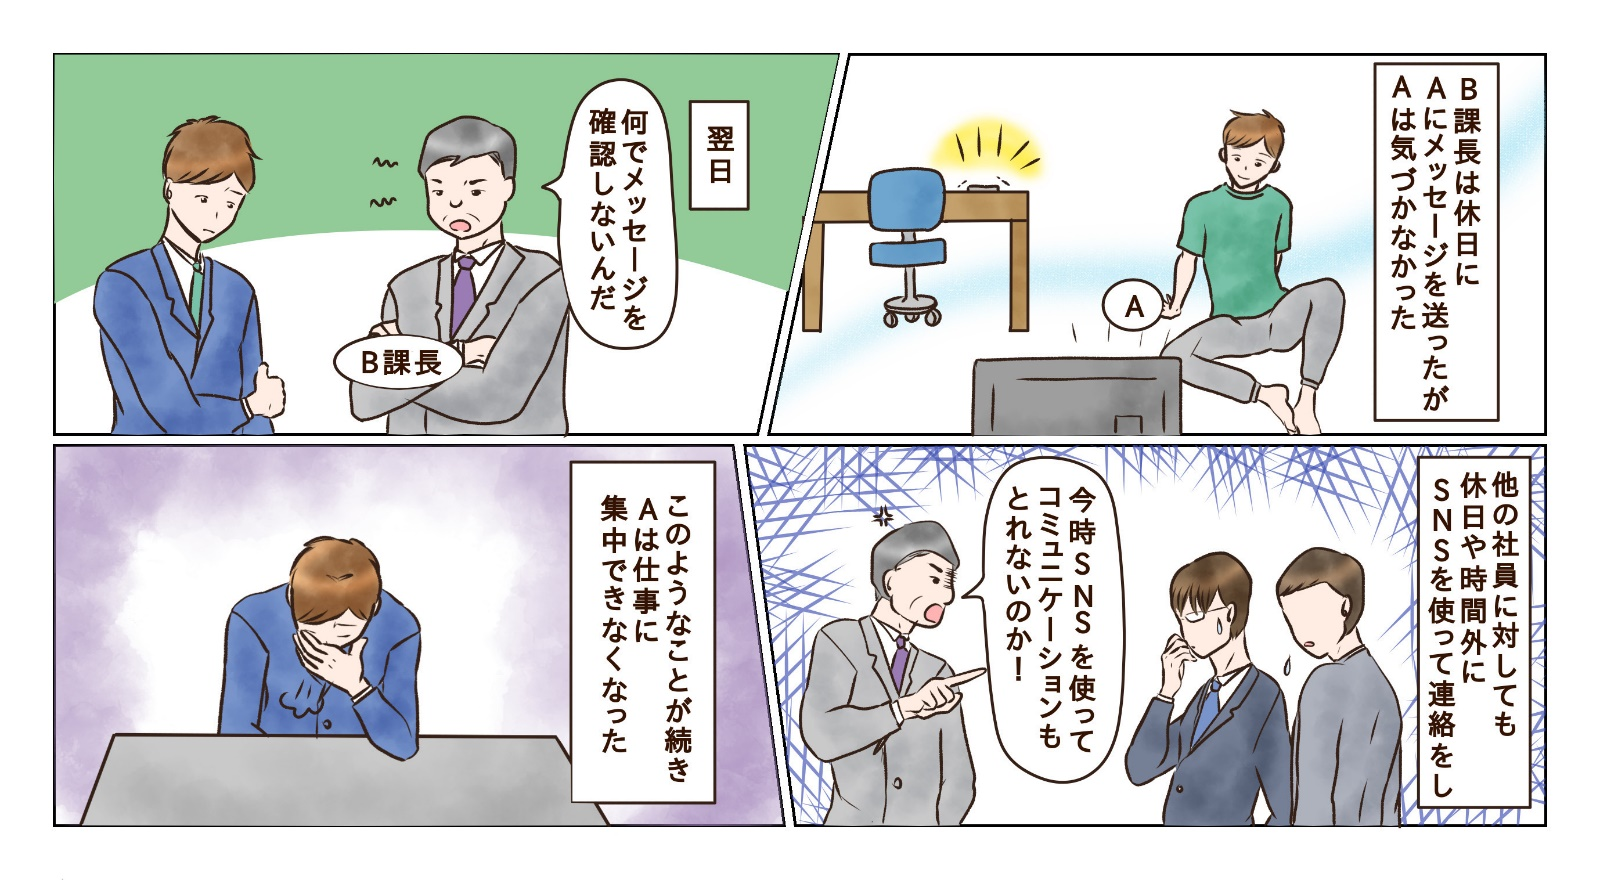 B課長は休日に
Aにメッセージを送ったが
Aは気づかなかった
A
翌日
何でメッセージを
確認しないんだ
B課長
他の社員に対しても
休日や時間外に
SNSを使って連絡をし
今時SNSを使って
コミュニケーションも
とれないのか!
このようなことが続き
Aは仕事に
集中できなくなった